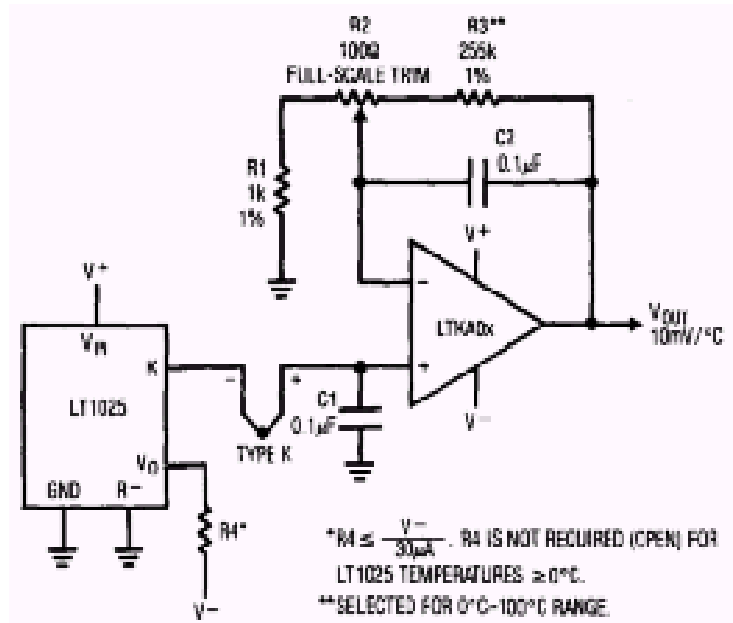 R2
100Ω
FULL-SCALE TRIM
R3**
255k
1%
C2
0.1µF
R1
1k
1%
V+
V+
VIN
K
LT1025
VO
GND
R–
R4*
V–
–
+
TYPE K
C1
0.1µF
–
+
LTKA0x
V–
VOUT
10mV/°C
*R4 ≤ V–/30µA. R4 IS NOT REQUIRED (OPEN) FOR
LT1025 TEMPERATURES ≥ 0°C.
**SELECTED FOR 0°C–100°C RANGE.